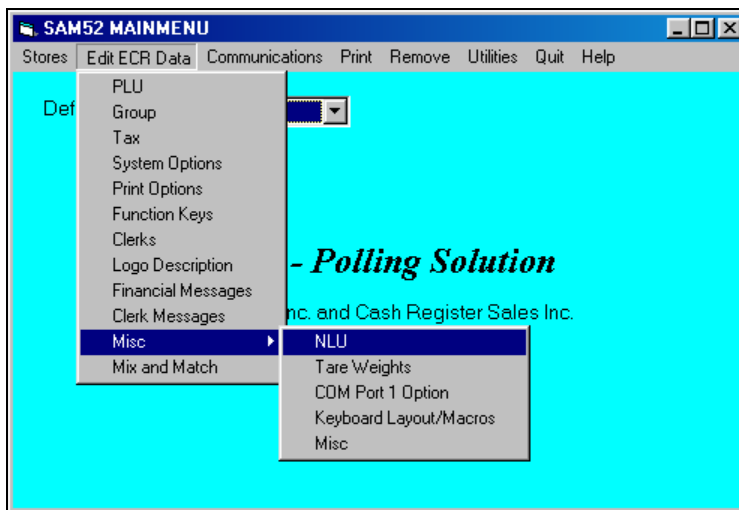 SAM52 MAINMENU
Stores Edit ECR Data Communications Print Remove Utilities Quit Help
Def
PLU
Group
Tax
System Options
Print Options
Function Keys
Clerks
Logo Description
Financial Messages
Clerk Messages
Misc
Mix and Match
- Polling Solution
nc. and Cash Register Sales Inc.
NLU
Tare Weights
COM Port 1 Option
Keyboard Layout/Macros
Misc